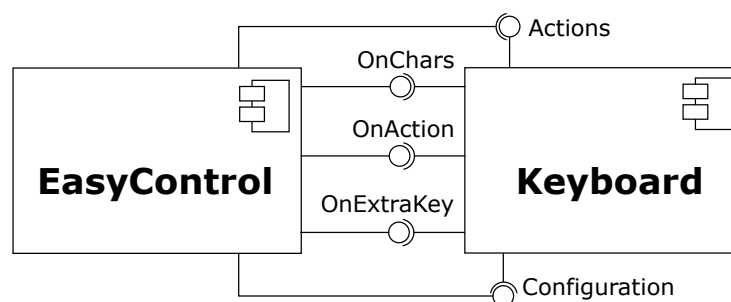 Actions
OnChars
OnAction
EasyControl
Keyboard
OnExtraKey
Configuration